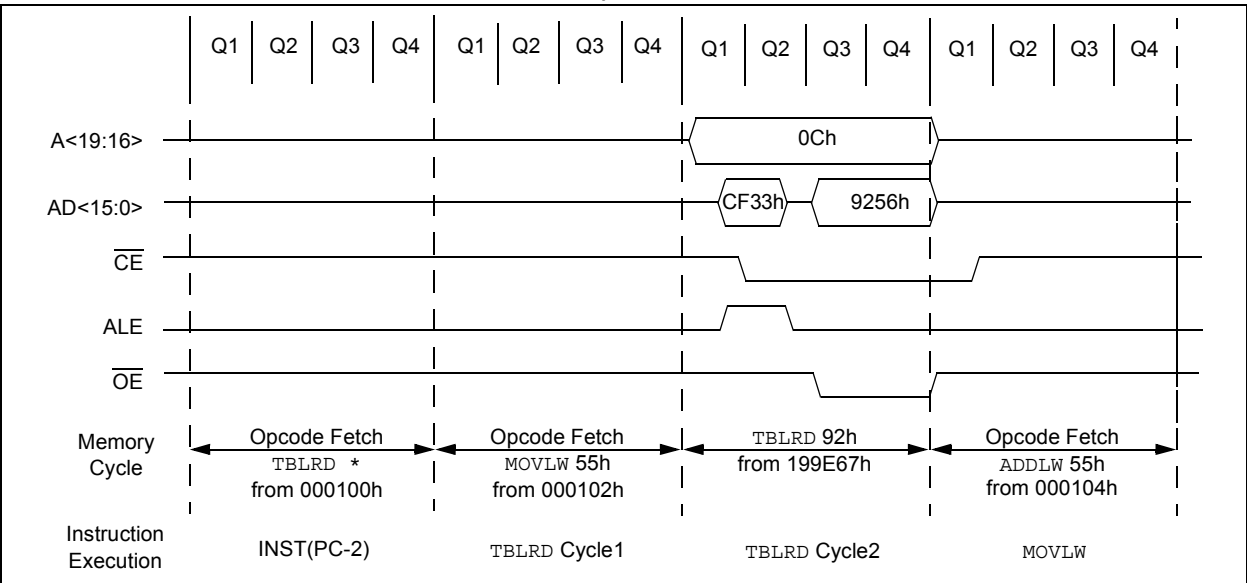 Q1 Q2 Q3 Q4 Q1 Q2 Q3 Q4 Q1 Q2 Q3 Q4 Q1 Q2 Q3 Q4
A<19:16> 0Ch
AD<15:0> CF33h 9256h
CE
ALE
OE
Memory Cycle
Opcode Fetch
TBLRD *
from 000100h
Opcode Fetch
MOVLW 55h
from 000102h
TBLRD 92h
from 199E67h
Opcode Fetch
ADDLW 55h
from 000104h
Instruction Execution
INST(PC-2)
TBLRD Cycle1
TBLRD Cycle2
MOVLW